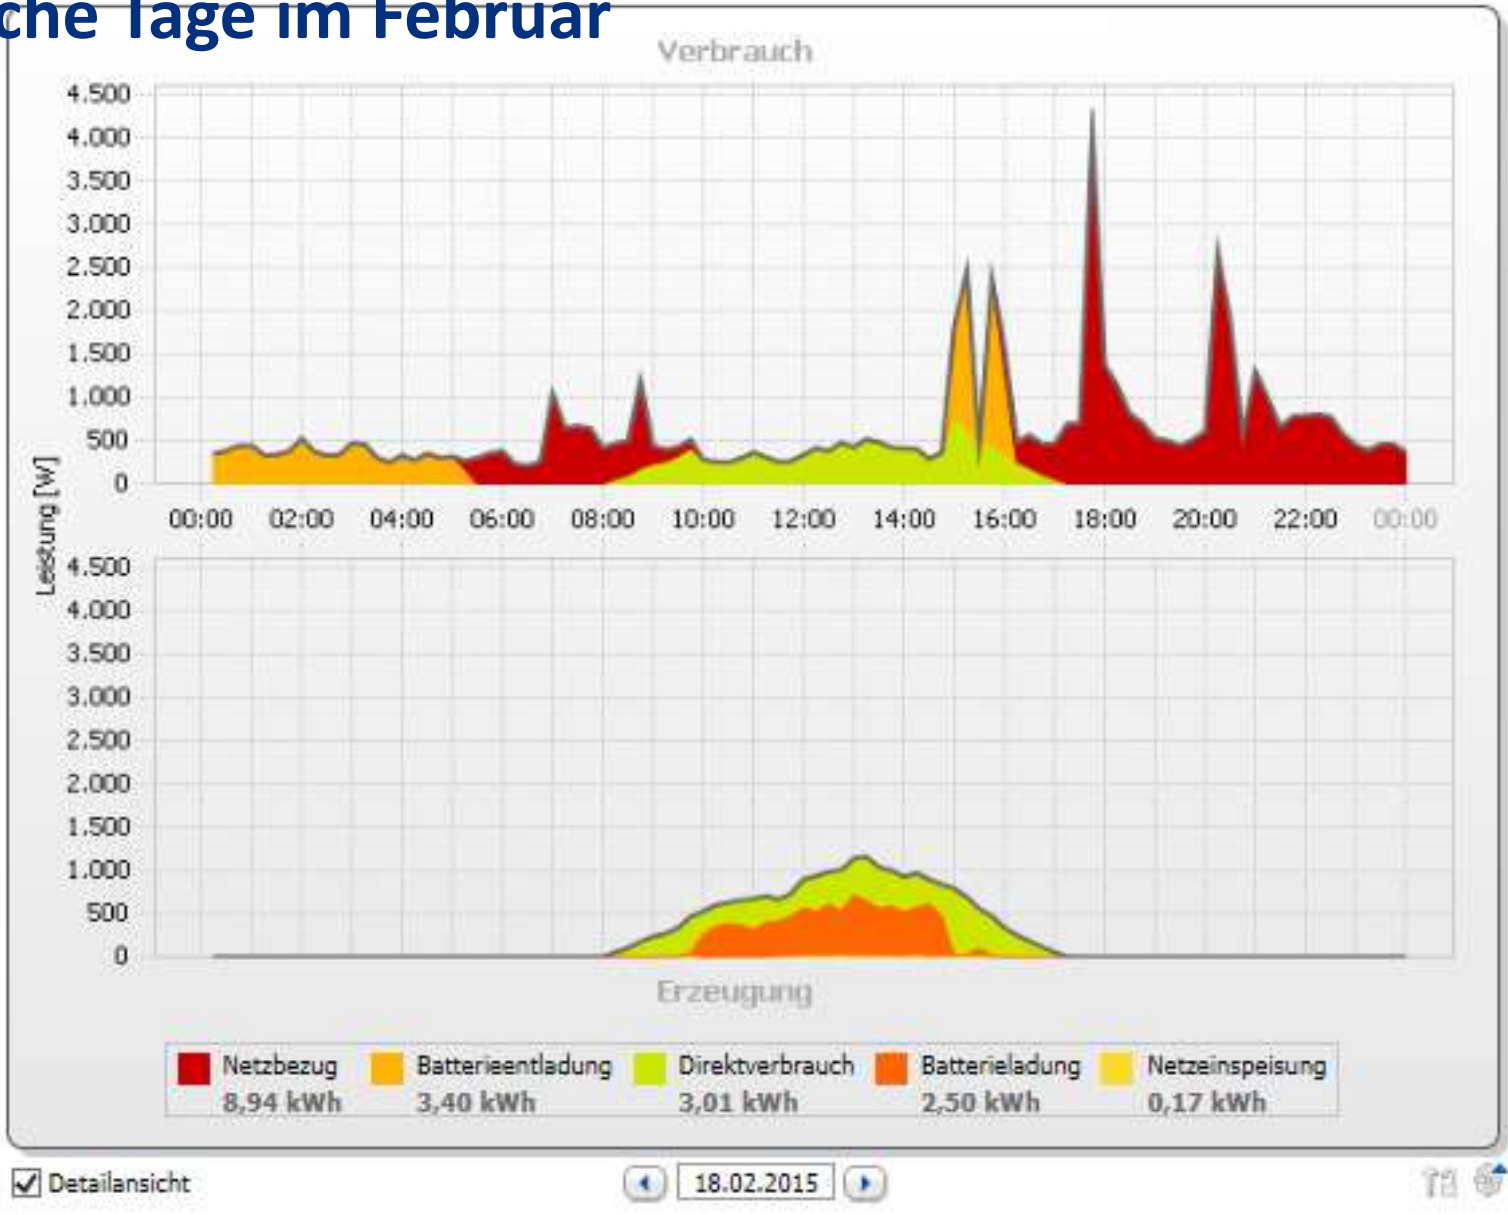 che Tage im Februar
Verbrauch
4.500
4.000
3.500
3.000
2.500
2.000
1.500
1.000
500
0
00:00 02:00 04:00 06:00 08:00 10:00 12:00 14:00 16:00 18:00 20:00 22:00 00:00
Leistung [W]
4.500
4.000
3.500
3.000
2.500
2.000
1.500
1.000
500
0
Erzeugung
Netzbezug Batterieentladung Direktverbrauch Batterieladung Netzeinspeisung
8,94 kWh 3,40 kWh 3,01 kWh 2,50 kWh 0,17 kWh
Detailansicht 18.02.2015